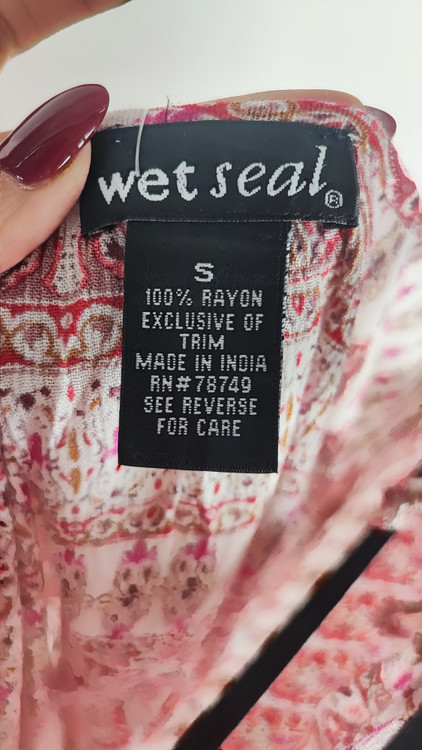 wet seal®
S
100% RAYON
EXCLUSIVE OF
TRIM
MADE IN INDIA
RN#78749
SEE REVERSE
FOR CARE